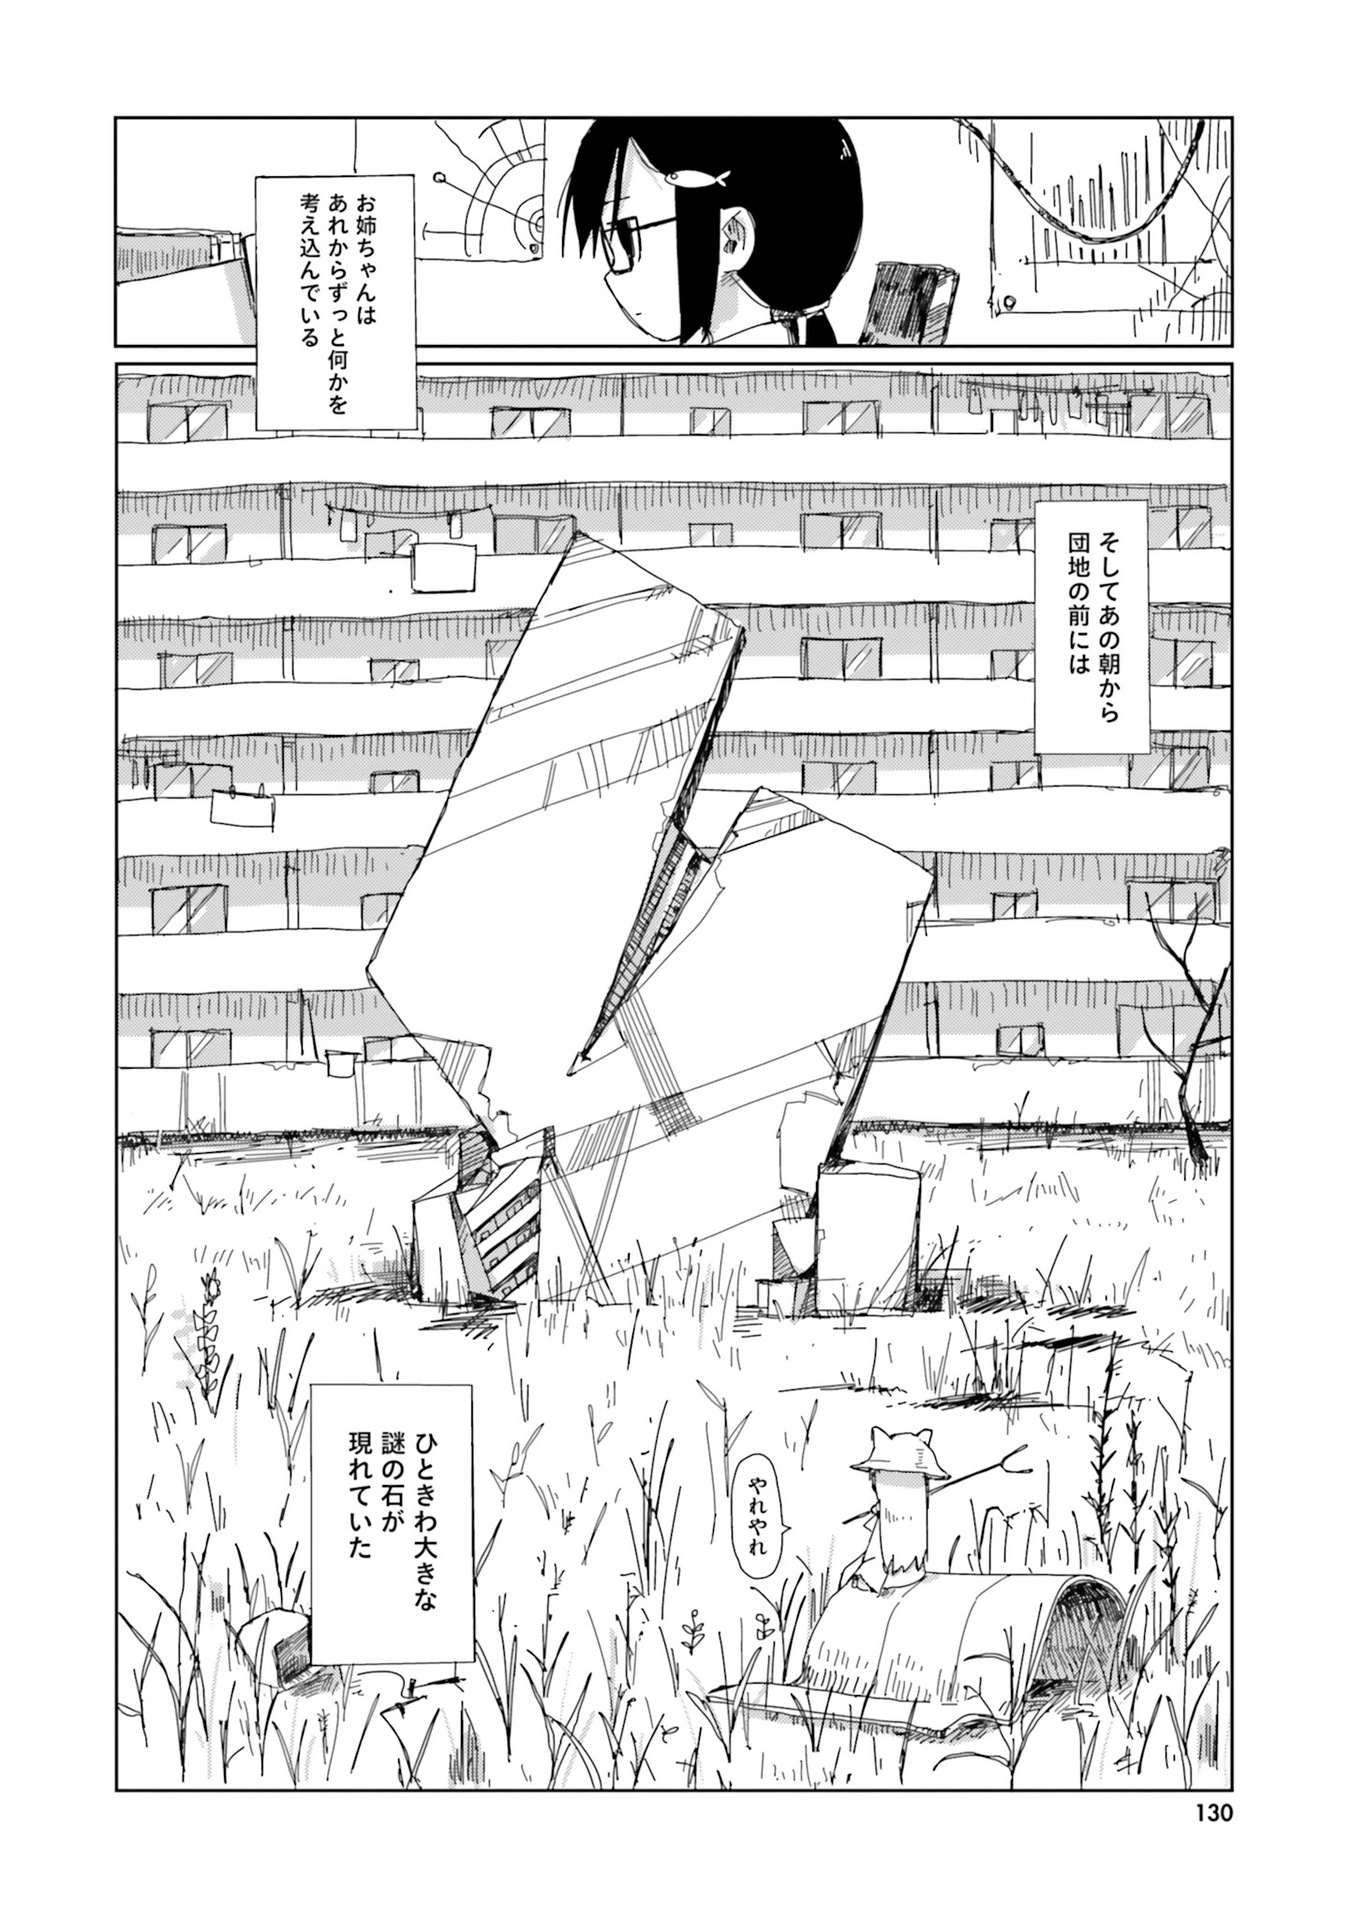 お姉ちゃんは
あれからずっと何かを
考え込んでいる
そしてあの朝から
団地の前には
ひときわ大きな
謎の石が
現れていた
やれやれ
130